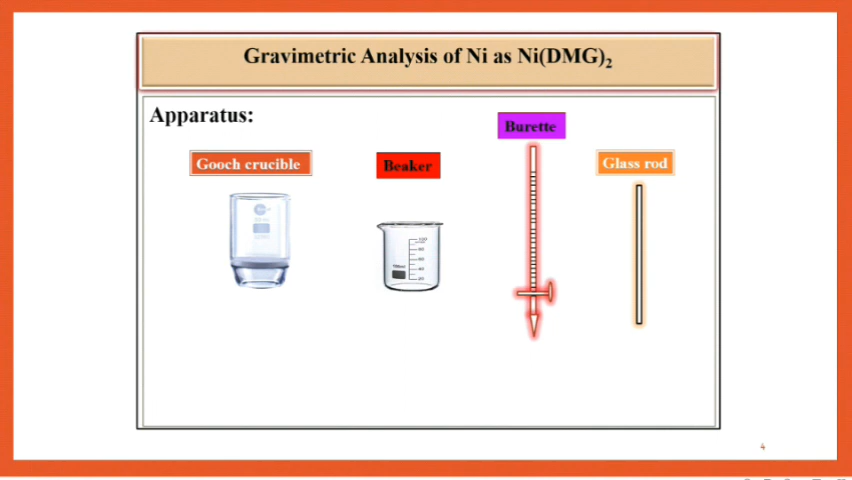 Gravimetric Analysis of Ni as Ni(DMG)₂
Apparatus:
Burette
Gooch crucible
Beaker
Glass rod
4